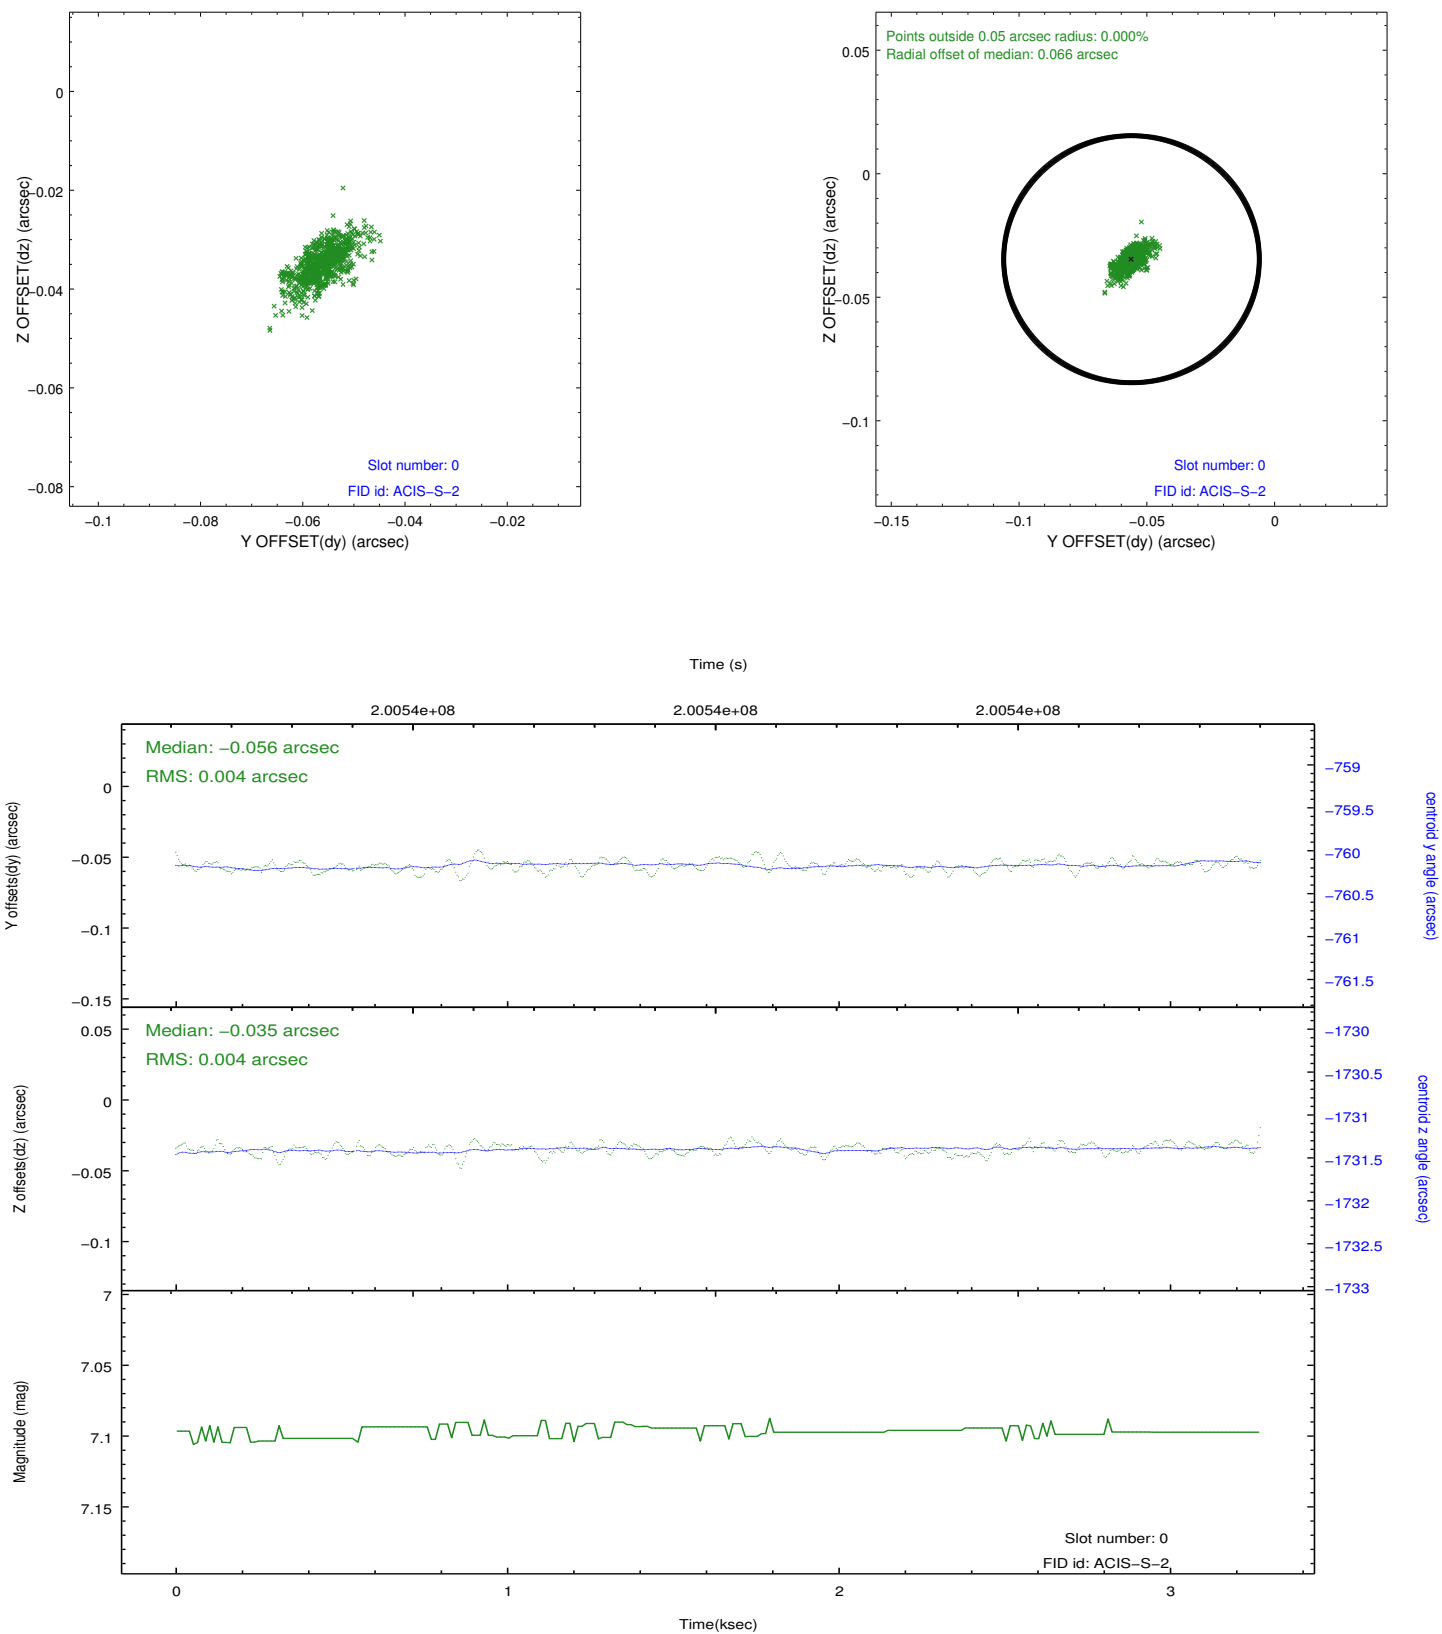 0
−0.02
−0.04
−0.06
−0.08
Z OFFSET(dz) (arcsec)
Slot number: 0
FID id: ACIS−S−2
−0.1
−0.08
−0.06
−0.04
−0.02
Y OFFSET(dy) (arcsec)
Points outside 0.05 arcsec radius: 0.000%
Radial offset of median: 0.066 arcsec
0.05
0
−0.05
−0.1
Z OFFSET(dz) (arcsec)
Slot number: 0
FID id: ACIS−S−2
−0.15
−0.1
−0.05
0
Y OFFSET(dy) (arcsec)
Time (s)
2.0054e+08
2.0054e+08
2.0054e+08
Median: −0.056 arcsec
RMS: 0.004 arcsec
0
−0.05
−0.1
−0.15
Y offsets(dy) (arcsec)
−759
−759.5
−760
−760.5
−761
−761.5
centroid y angle (arcsec)
Median: −0.035 arcsec
RMS: 0.004 arcsec
0.05
0
−0.05
−0.1
Z offsets(dz) (arcsec)
−1730
−1730.5
−1731
−1731.5
−1732
−1732.5
−1733
centroid z angle (arcsec)
7
7.05
7.1
7.15
Magnitude (mag)
Slot number: 0
FID id: ACIS−S−2
0
1
2
3
Time(ksec)